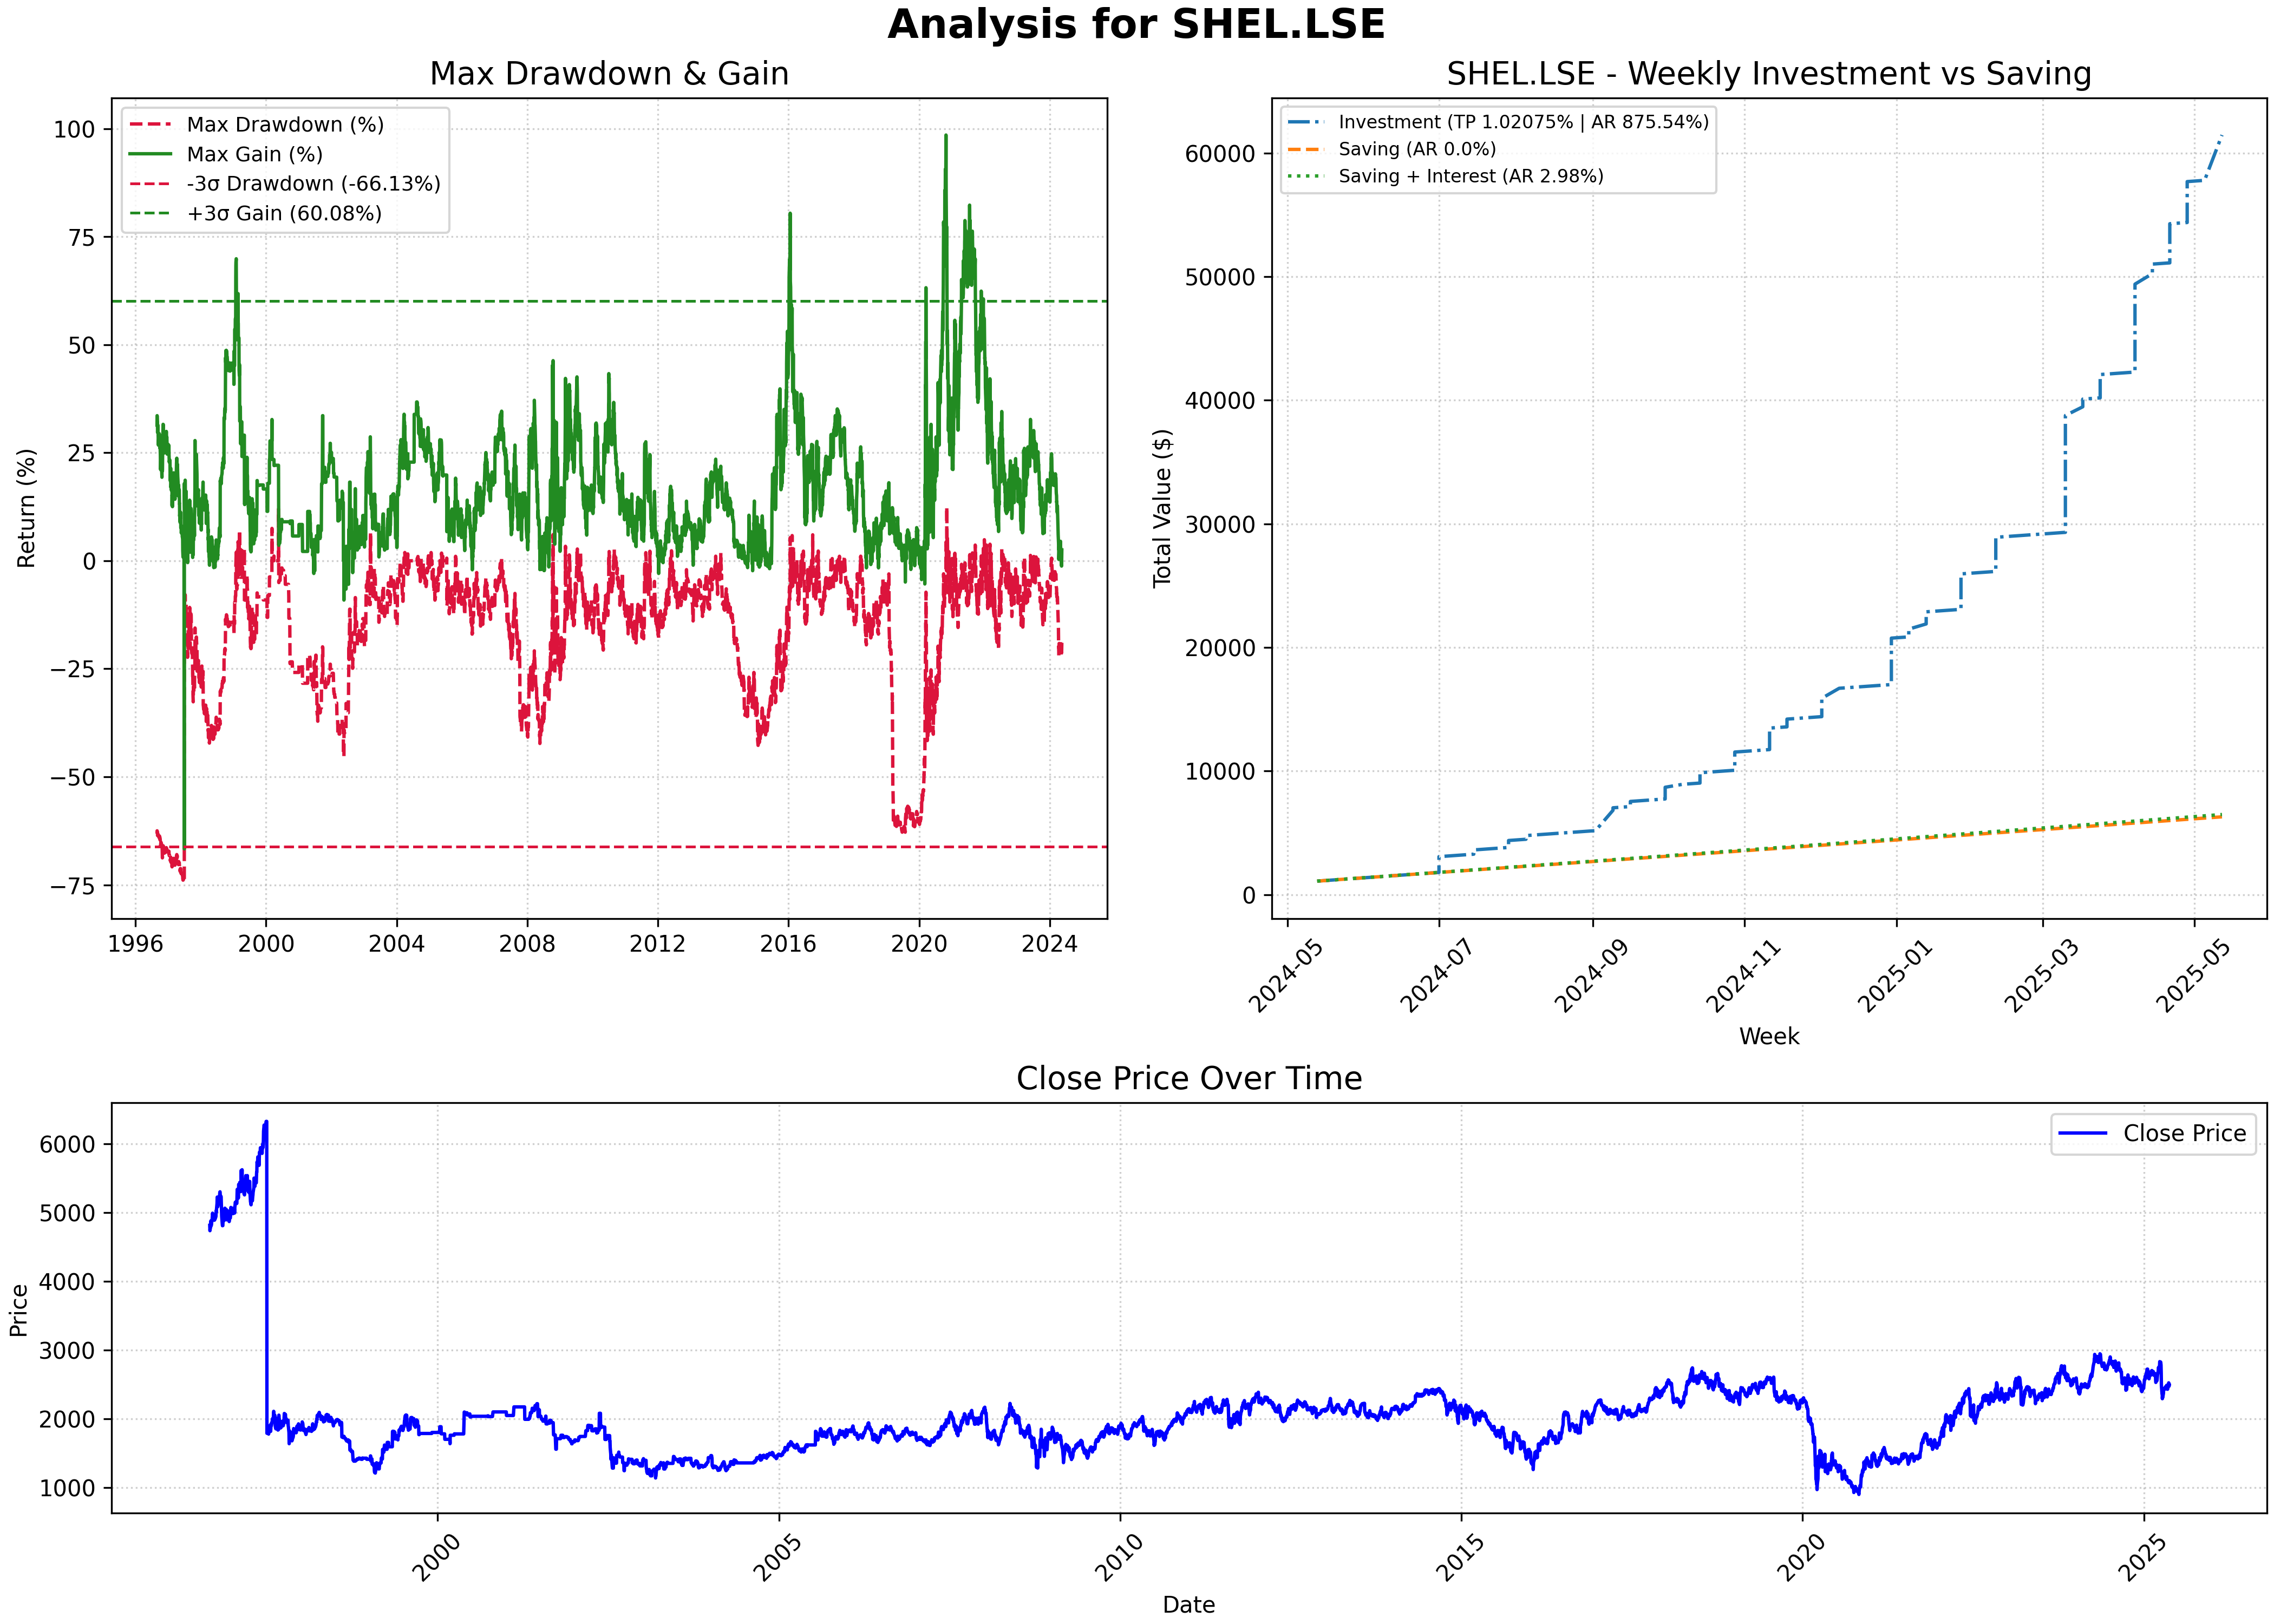 Analysis for SHEL.LSE
Max Drawdown & Gain
Max Drawdown (%)
Max Gain (%)
-3σ Drawdown (-66.13%)
+3σ Gain (60.08%)
Return (%)
100
75
50
25
0
−25
−50
−75
1996 2000 2004 2008 2012 2016 2020 2024
SHEL.LSE - Weekly Investment vs Saving
Investment (TP 1.02075% | AR 875.54%)
Saving (AR 0.0%)
Saving + Interest (AR 2.98%)
Total Value ($)
60000
50000
40000
30000
20000
10000
0
2024-05 2024-07 2024-09 2024-11 2025-01 2025-03 2025-05
Week
Close Price Over Time
Close Price
Price
6000
5000
4000
3000
2000
1000
2000 2005 2010 2015 2020 2025
Date